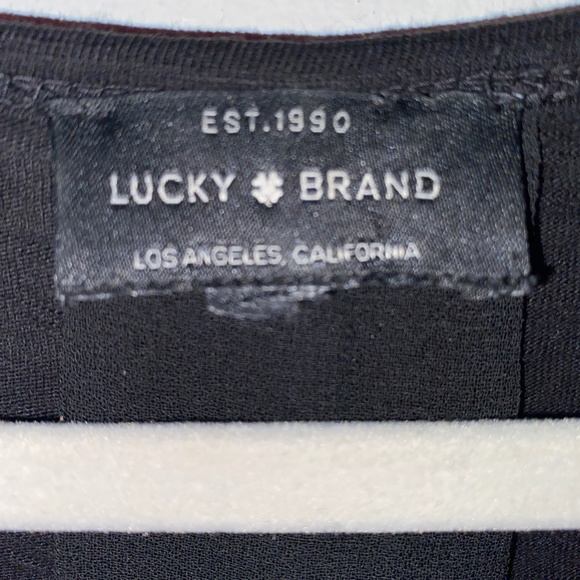 EST.1990
LUCKY BRAND
LOS ANGELES, CALIFORNIA